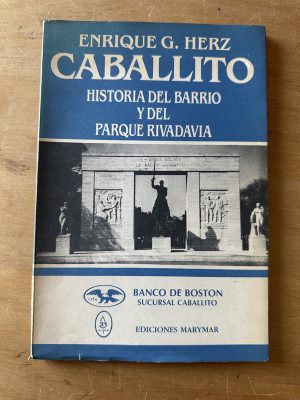 ENRIQUE G. HERZ
CABALLITO
HISTORIA DEL BARRIO
Y DEL
PARQUE RIVADAVIA
BANCO DE BOSTON
SUCURSAL CABALLITO
EDICIONES MARYMAR